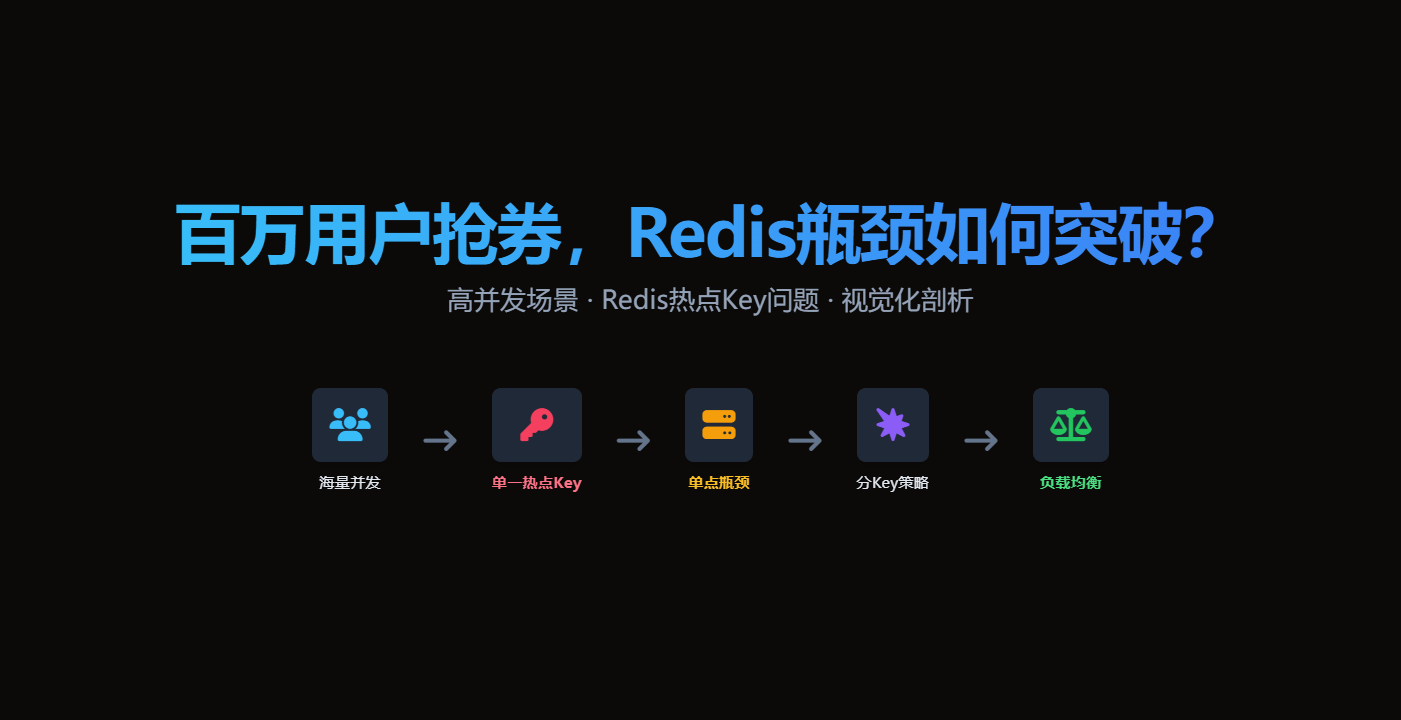 百万用户抢券，Redis瓶颈如何突破？
高并发场景 · Redis热点Key问题 · 视觉化剖析
海量并发
单一热点Key
单点瓶颈
分Key策略
负载均衡